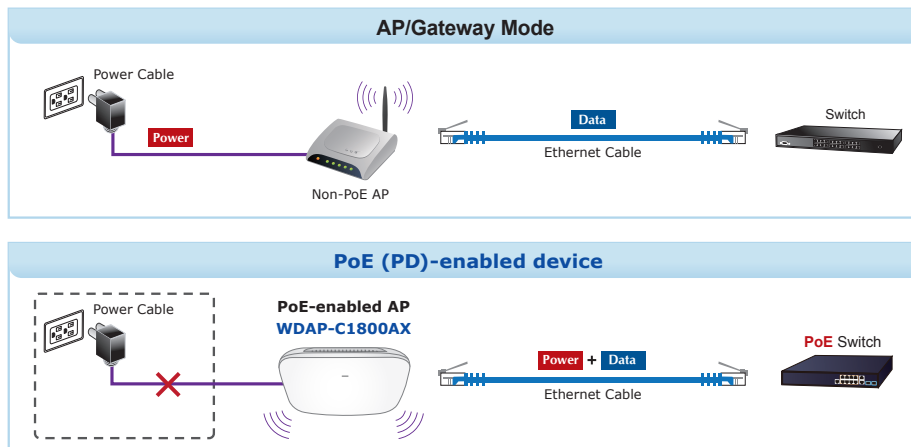 AP/Gateway Mode
Power Cable
Power
Non-PoE AP
Data
Ethernet Cable
Switch
PoE (PD)-enabled device
Power Cable
PoE-enabled AP
WDAP-C1800AX
Power + Data
Ethernet Cable
PoE Switch